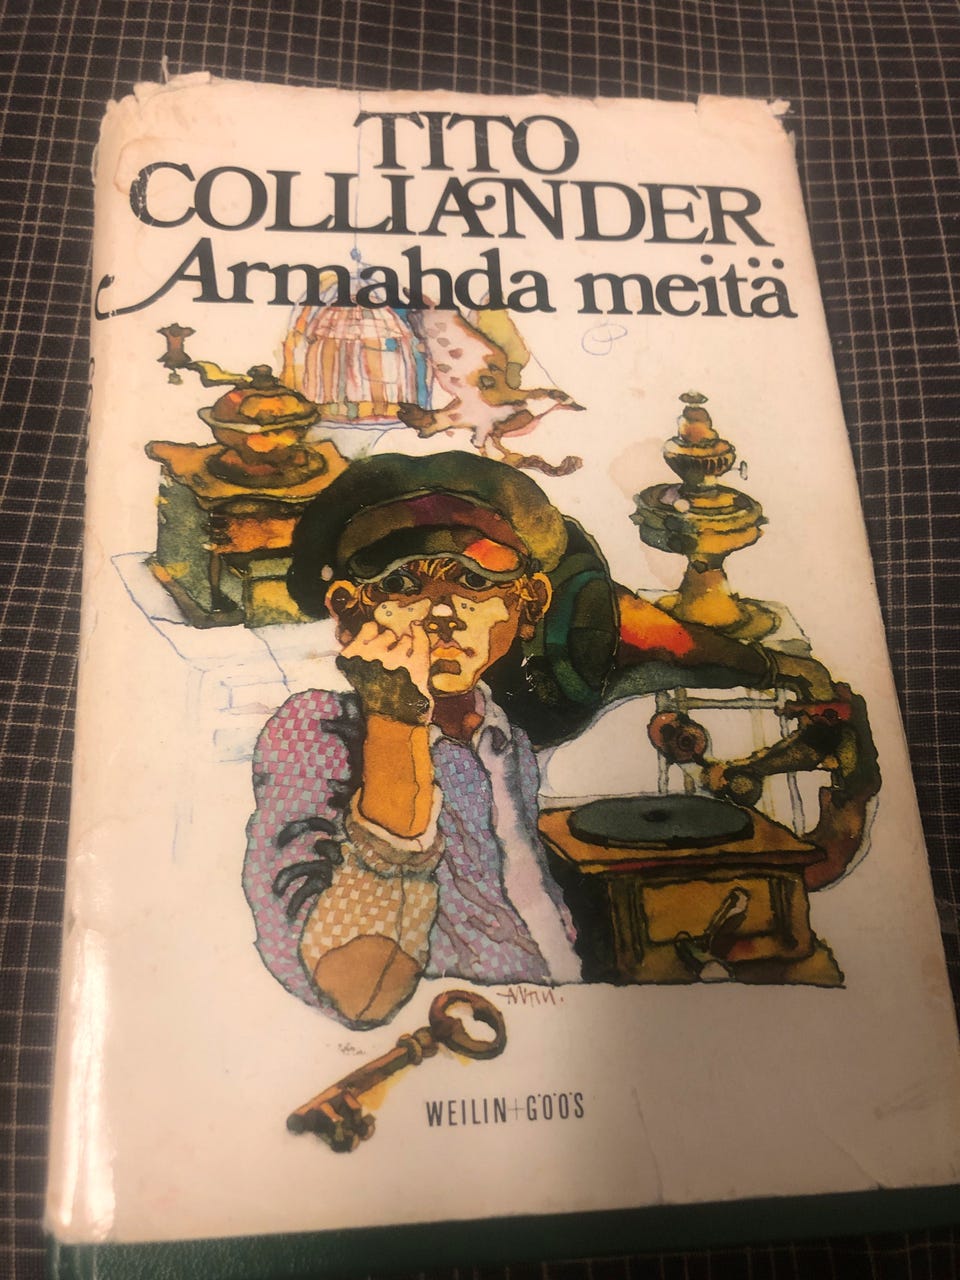 TITO
COLLIANDER
Armahda meitä
WEILIN+GÖÖS